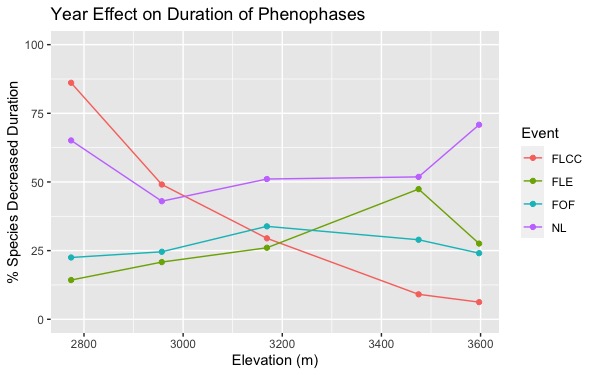 Year Effect on Duration of Phenophases
100
75
50
25
0
% Species Decreased Duration
2800 3000 3200 3400 3600
Elevation (m)
Event
FLCC
FLE
FOF
NL